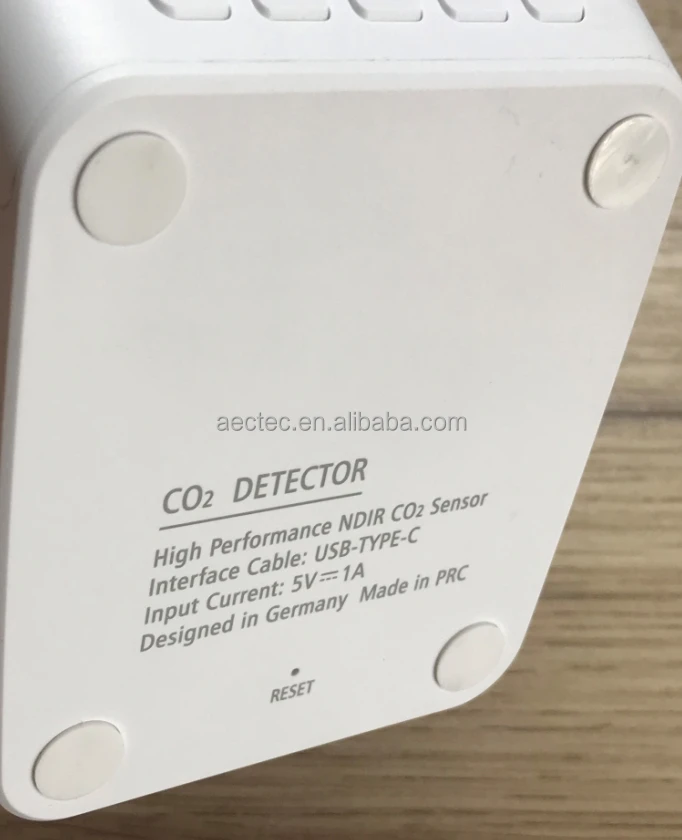 aectec.en.alibaba.com
CO₂ DETECTOR
High Performance NDIR CO₂ Sensor
Interface Cable: USB-TYPE-C
Input Current: 5V⎓1A
Designed in Germany Made in PRC
RESET